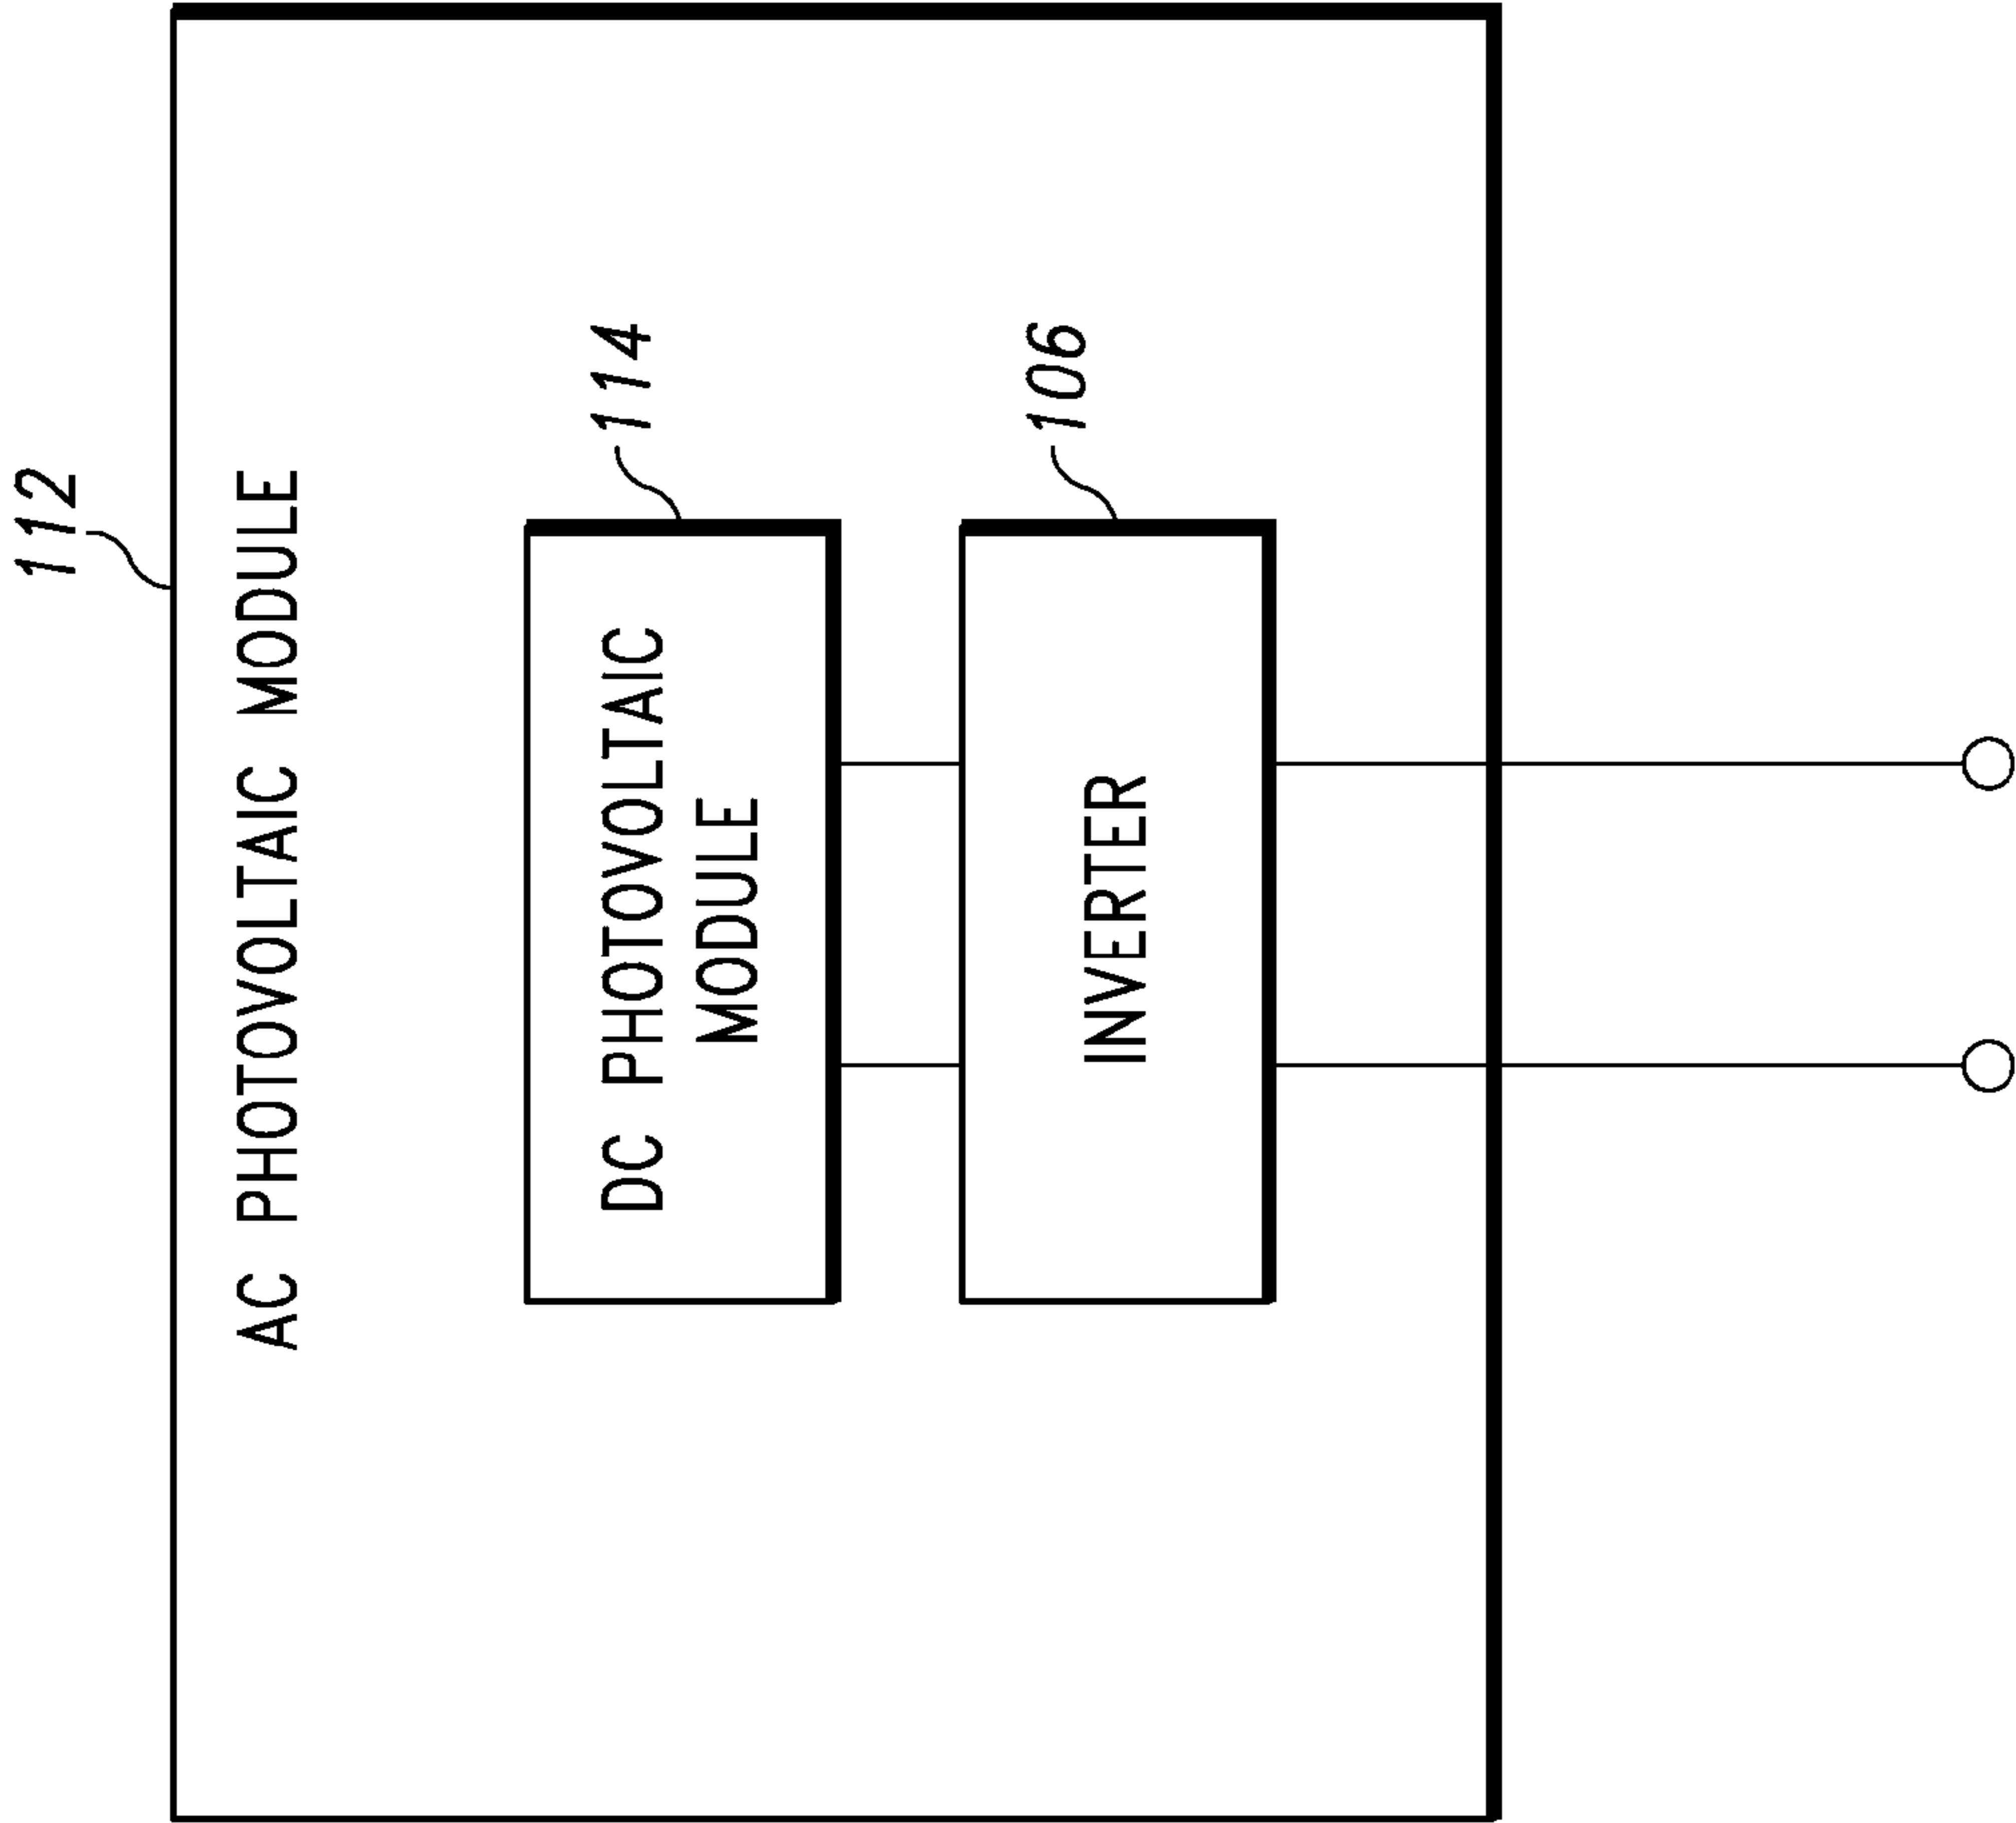 112
AC PHOTOVOLTAIC MODULE
114
DC PHOTOVOLTAIC
MODULE
106
INVERTER